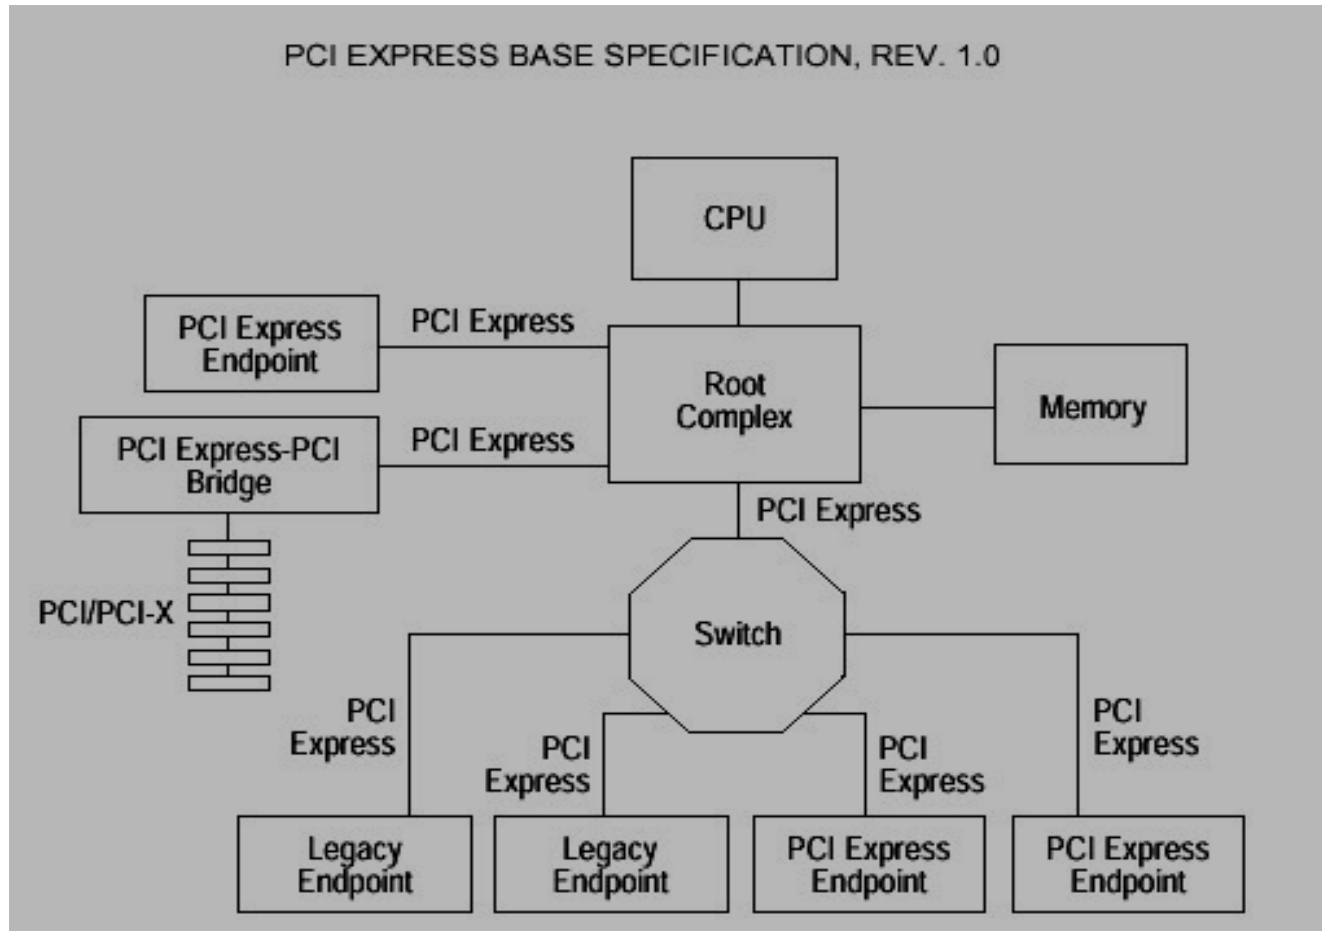 PCI EXPRESS BASE SPECIFICATION, REV. 1.0
CPU
PCI Express
Endpoint
PCI Express
Root
Complex
Memory
PCI Express-PCI
Bridge
PCI Express
PCI Express
PCI/PCI-X
Switch
PCI
Express
PCI
Express
PCI
Express
PCI
Express
Legacy
Endpoint
Legacy
Endpoint
PCI Express
Endpoint
PCI Express
Endpoint